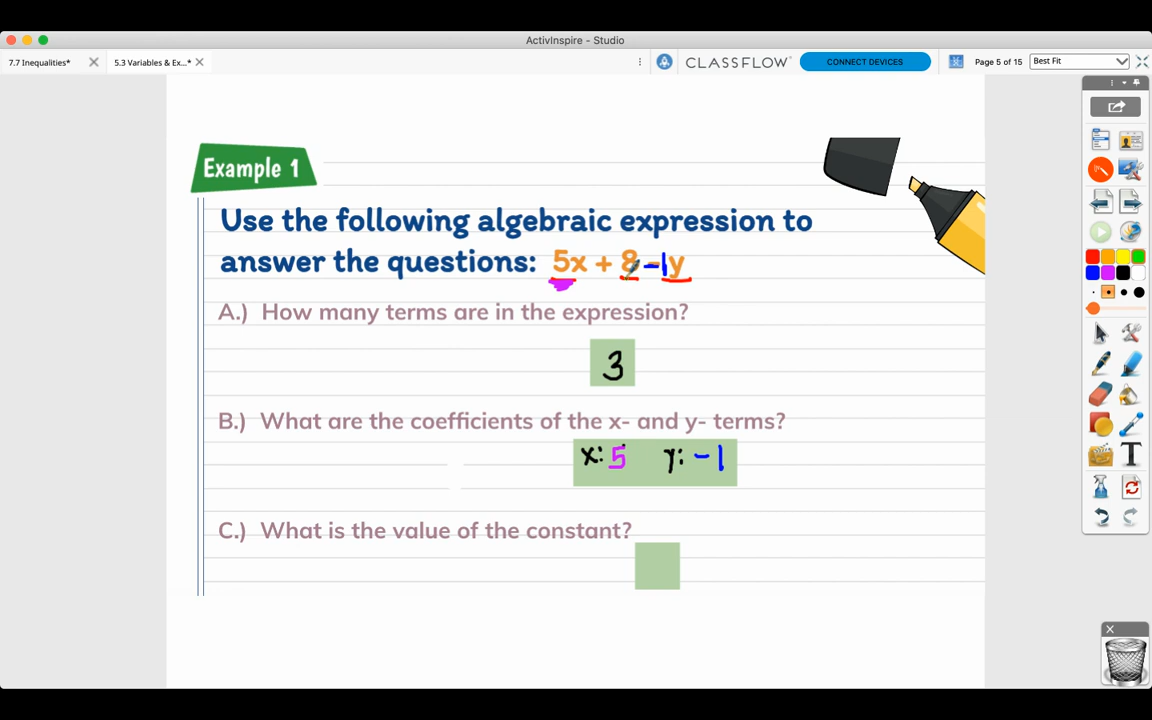 ActivInspire - Studio
7.7 Inequalities*
5.3 Variables & Ex...*
CLASSFLOW
CONNECT DEVICES
Page 5 of 15
Best Fit
Example 1
Use the following algebraic expression to
answer the questions: 5x + 8 -1y
A.) How many terms are in the expression?
3
B.) What are the coefficients of the x- and y- terms?
x: 5 y: -1
C.) What is the value of the constant?